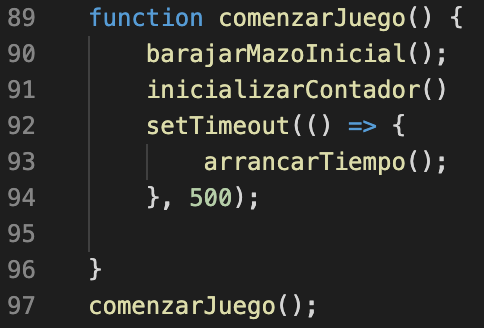 89 function comenzarJuego() {
90 barajarMazoInicial();
91 inicializarContador()
92 setTimeout(() => {
93 arrancarTiempo();
94 }, 500);
95
96 }
97 comenzarJuego();